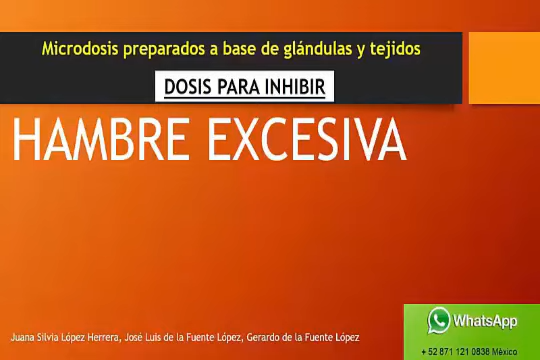 Microdosis preparados a base de glándulas y tejidos
DOSIS PARA INHIBIR
HAMBRE EXCESIVA
WhatsApp
Juana Silvia López Herrera, José Luis de la Fuente López, Gerardo de la Fuente López
+ 52 871 121 0838 México